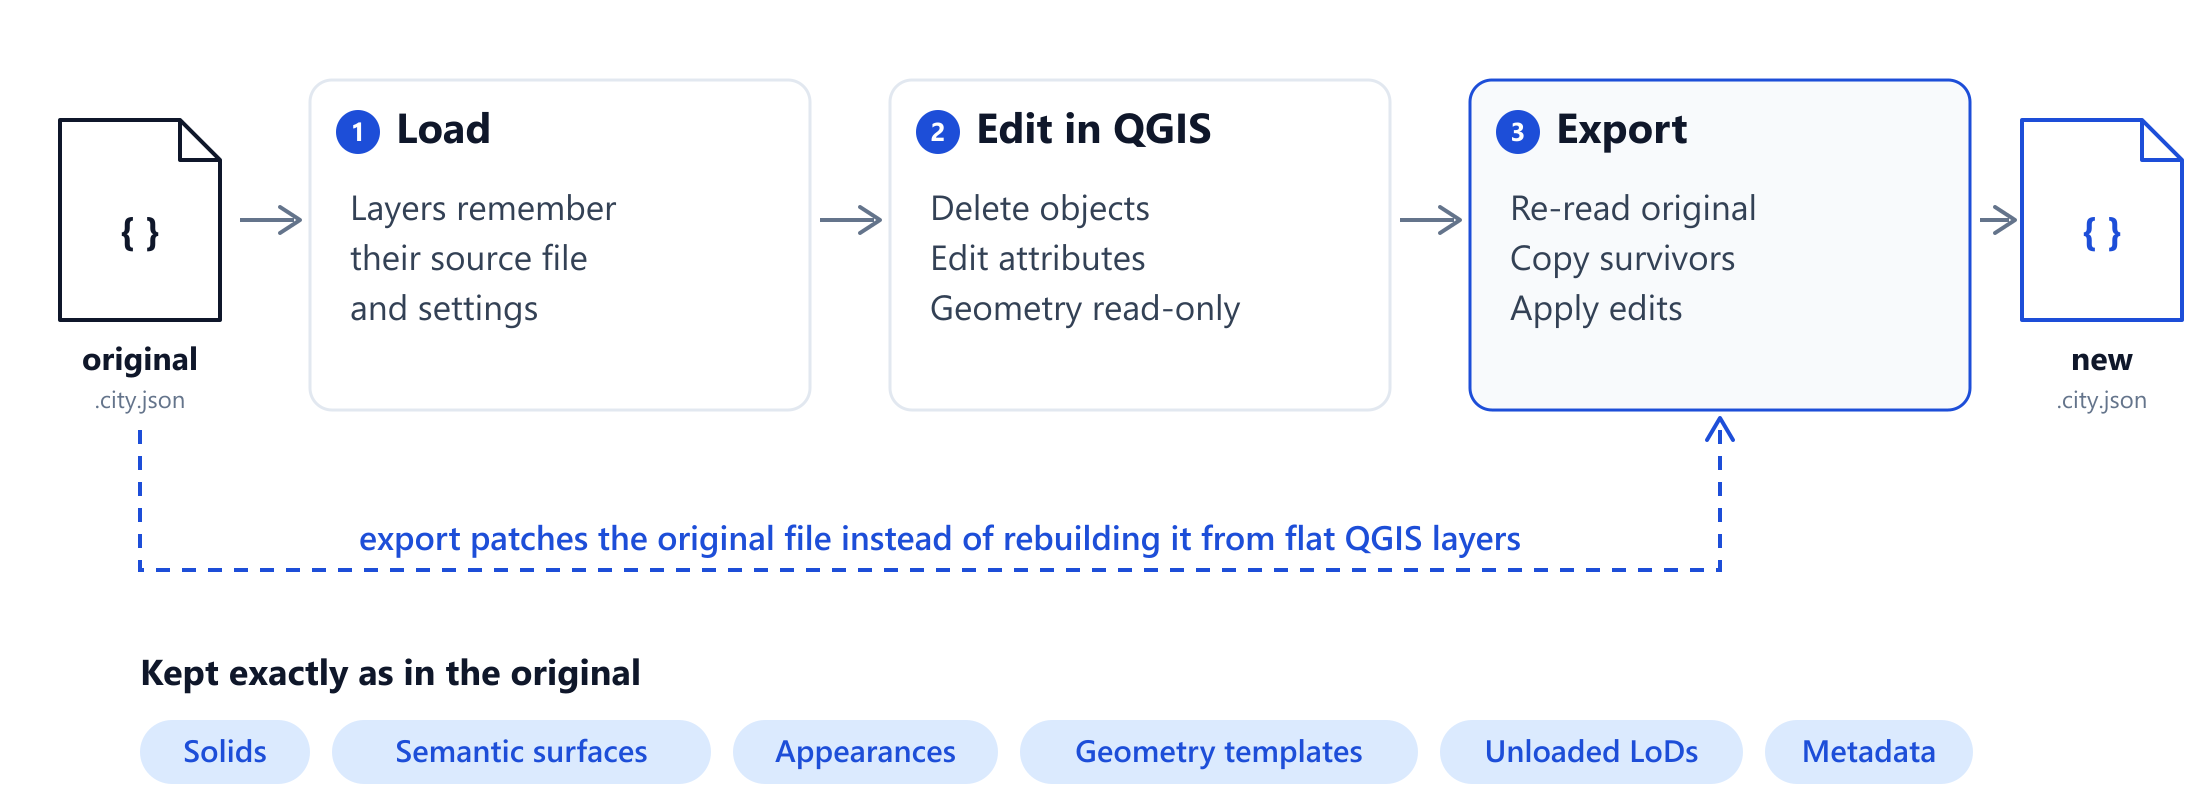 { }
original
.city.json
1 Load
Layers remember
their source file
and settings
2 Edit in QGIS
Delete objects
Edit attributes
Geometry read-only
3 Export
Re-read original
Copy survivors
Apply edits
{ }
new
.city.json
export patches the original file instead of rebuilding it from flat QGIS layers
Kept exactly as in the original
Solids
Semantic surfaces
Appearances
Geometry templates
Unloaded LoDs
Metadata